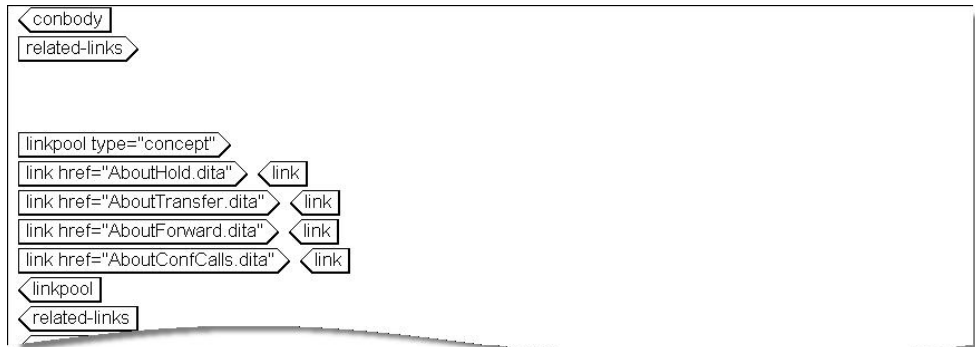 conbody
related-links
linkpool type="concept"
link href="AboutHold.dita" link
link href="AboutTransfer.dita" link
link href="AboutForward.dita" link
link href="AboutConfCalls.dita" link
linkpool
related-links